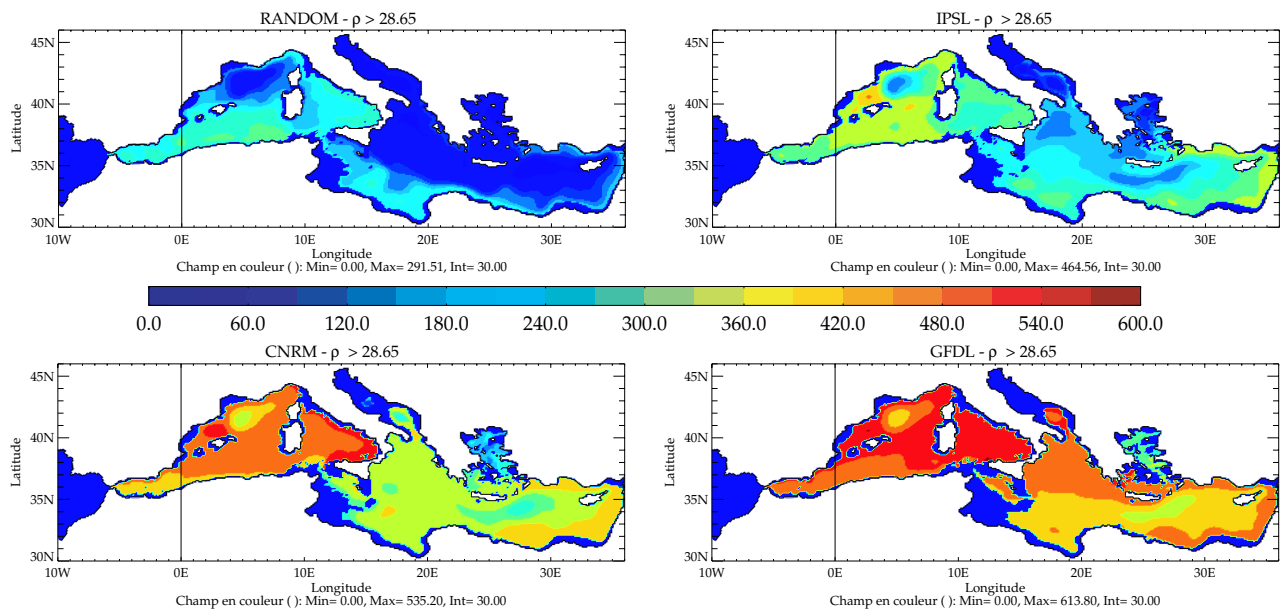 RANDOM - ρ > 28.65
45N
40N
35N
30N
Latitude
10W 0E 10E 20E 30E
Longitude
Champ en couleur ( ): Min= 0.00, Max= 291.51, Int= 30.00
IPSL - ρ > 28.65
45N
40N
35N
30N
Latitude
10W 0E 10E 20E 30E
Longitude
Champ en couleur ( ): Min= 0.00, Max= 464.56, Int= 30.00
0.0 60.0 120.0 180.0 240.0 300.0 360.0 420.0 480.0 540.0 600.0
CNRM - ρ > 28.65
45N
40N
35N
30N
Latitude
10W 0E 10E 20E 30E
Longitude
Champ en couleur ( ): Min= 0.00, Max= 535.20, Int= 30.00
GFDL - ρ > 28.65
45N
40N
35N
30N
Latitude
10W 0E 10E 20E 30E
Longitude
Champ en couleur ( ): Min= 0.00, Max= 613.80, Int= 30.00